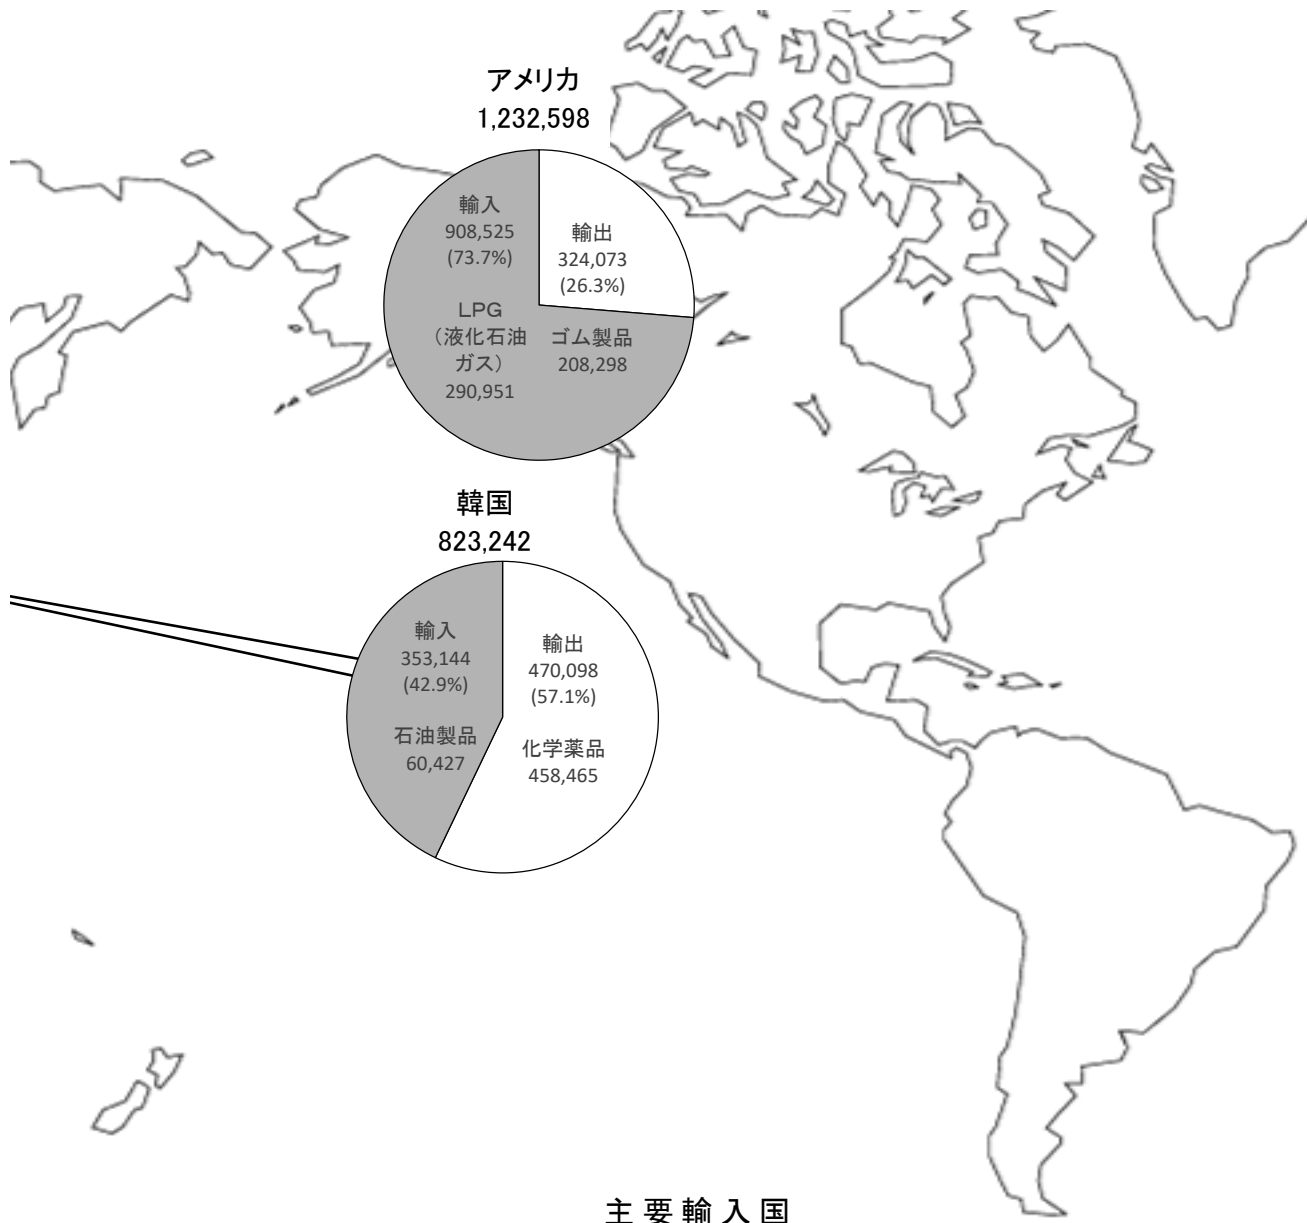 アメリカ
1,232,598
輸入
908,525
(73.7%)
輸出
324,073
(26.3%)
LPG
（液化石油
ガス）
290,951
ゴム製品
208,298
韓国
823,242
輸入
353,144
(42.9%)
輸出
470,098
(57.1%)
石油製品
60,427
化学薬品
458,465
主要輸入国